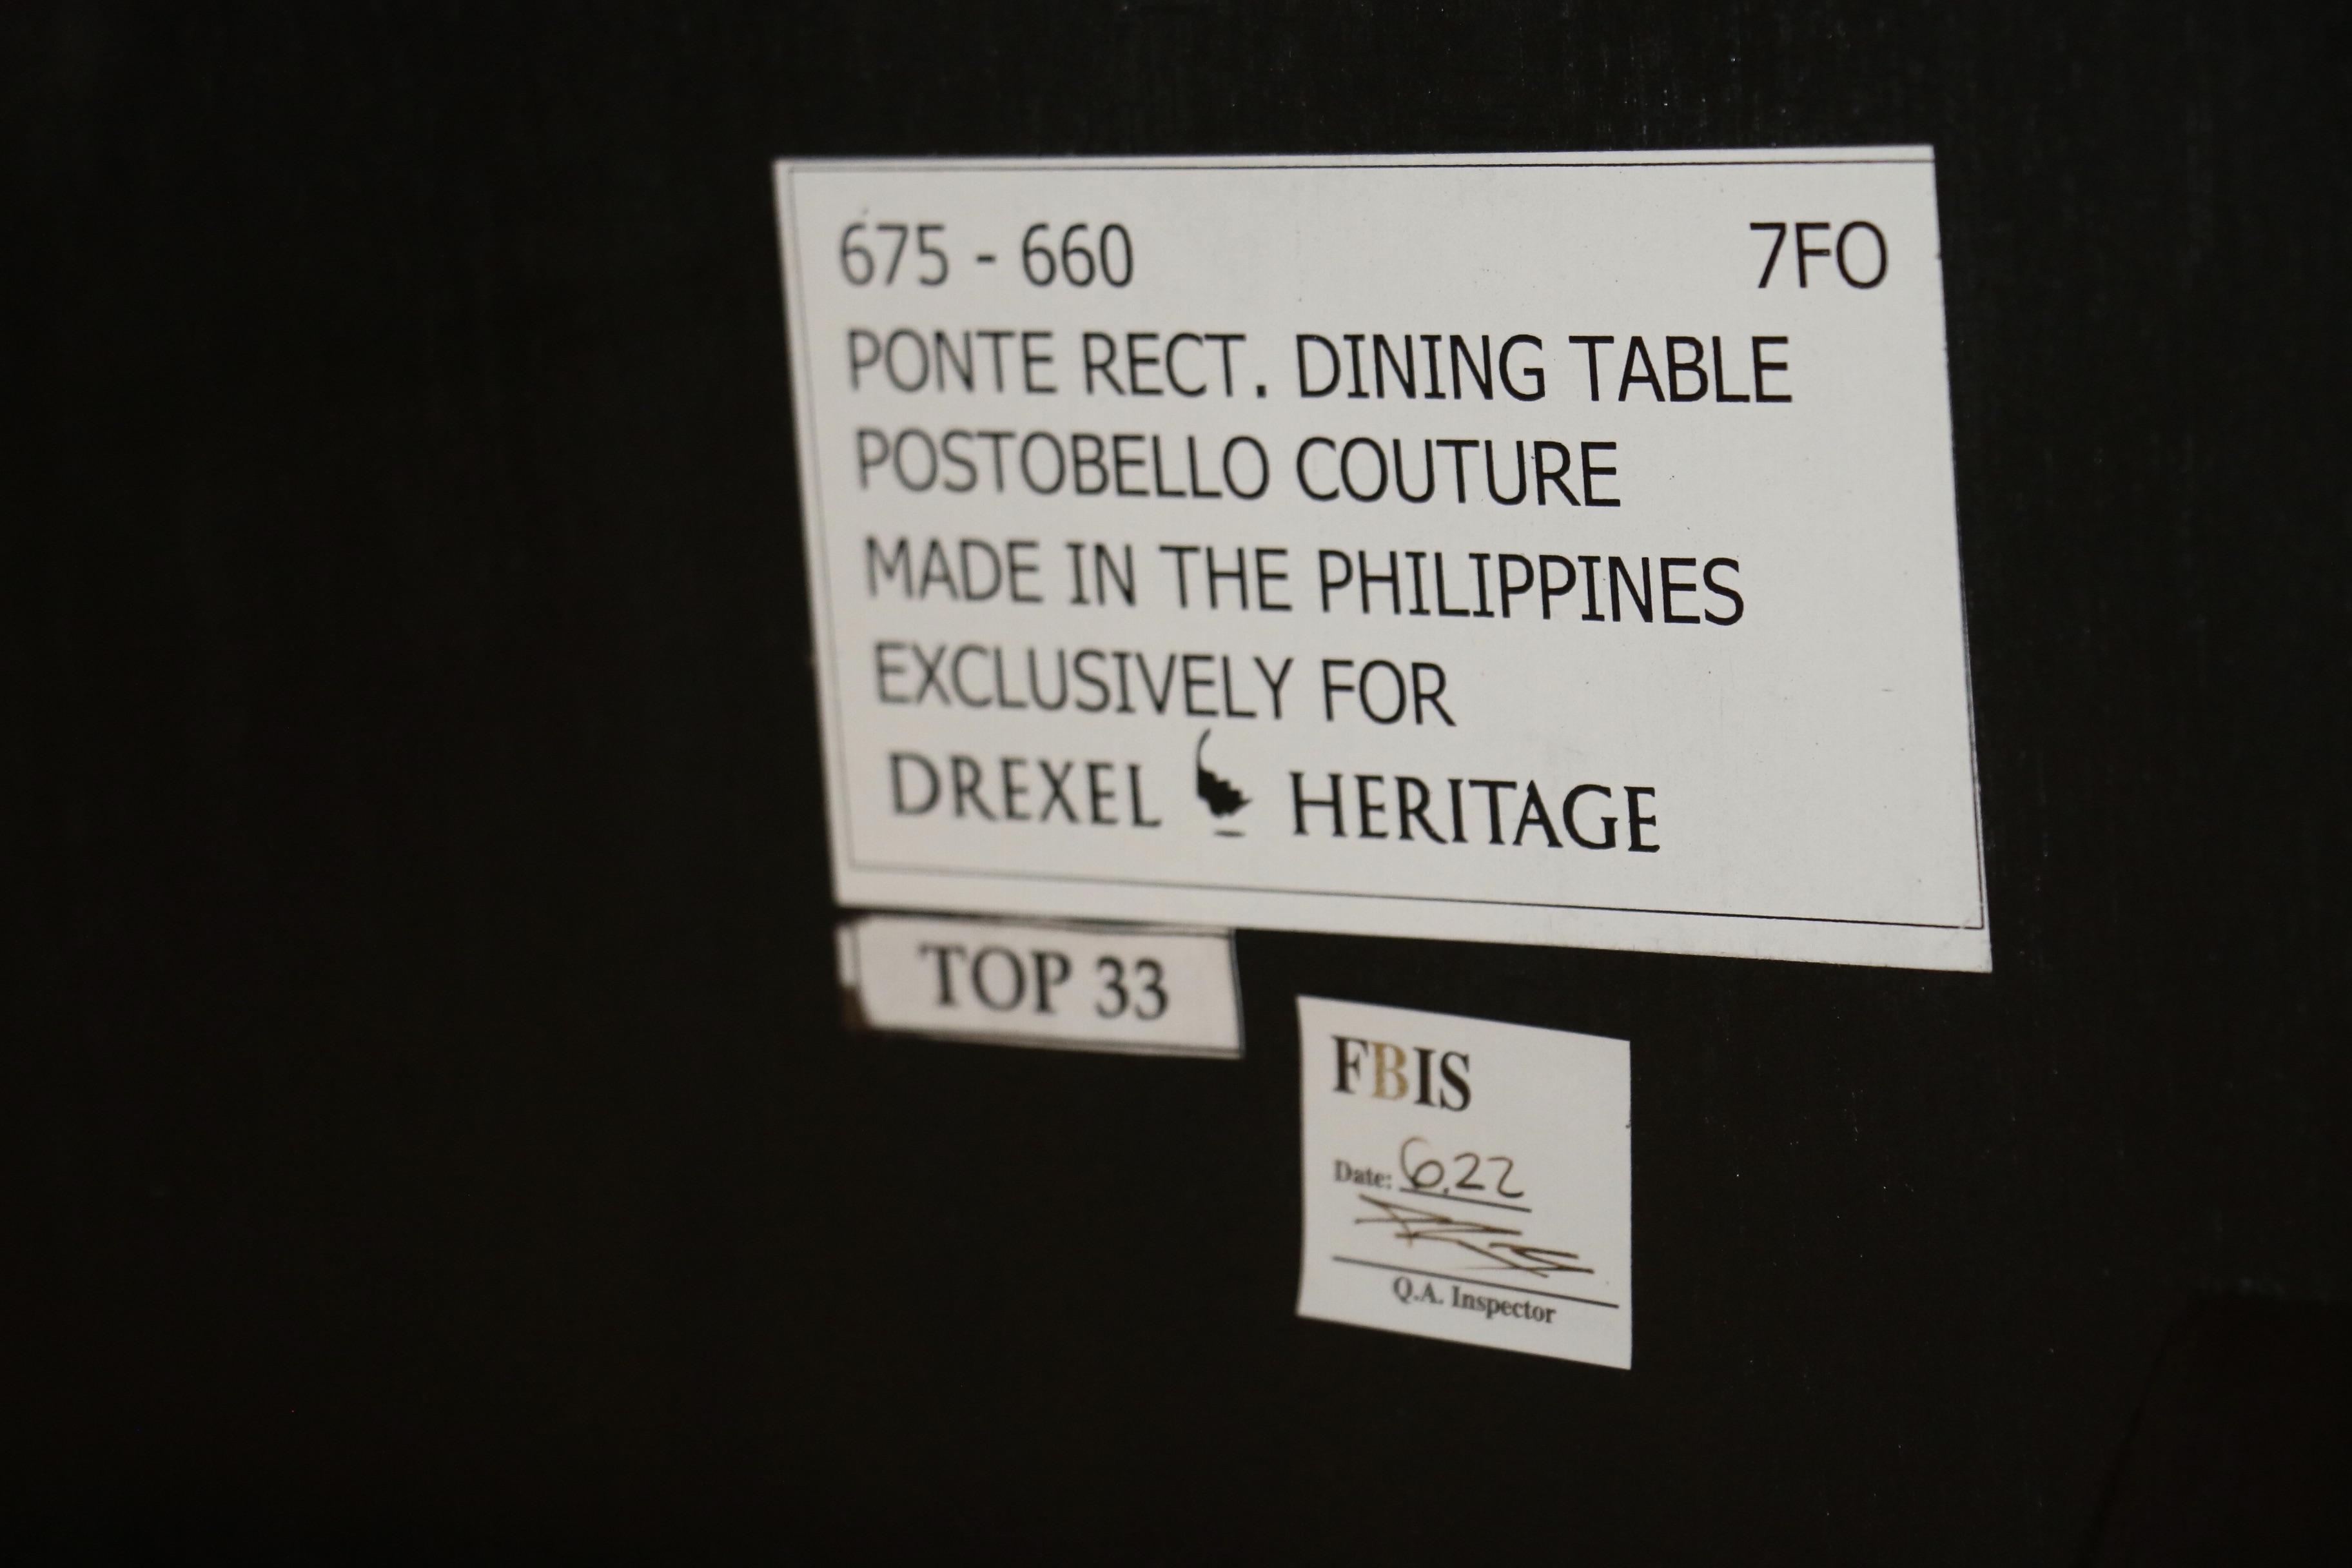 675 - 660 7FO
PONTE RECT. DINING TABLE
POSTOBELLO COUTURE
MADE IN THE PHILIPPINES
EXCLUSIVELY FOR
DREXEL HERITAGE
TOP 33
FBIS
Date: 6.22
Q.A. Inspector